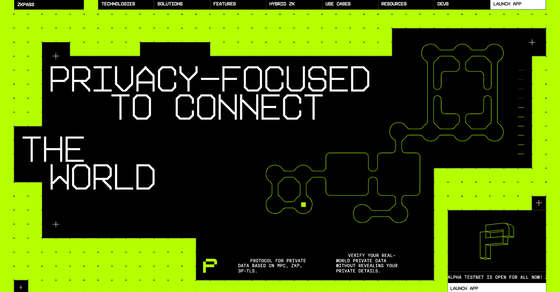 ZKPASS
TECHNOLOGIES
SOLUTIONS
FEATURES
HYBRID ZK
USE CASES
RESOURCES
DEVS
LAUNCH APP
PRIVACY-FOCUSED
TO CONNECT
THE
WORLD
PROTOCOL FOR PRIVATE
DATA BASED ON MPC, ZKP,
3P-TLS.
VERIFY YOUR REAL-
WORLD PRIVATE DATA
WITHOUT REVEALING YOUR
PRIVATE DETAILS.
ALPHA TESTNET IS OPEN FOR ALL NOW!
LAUNCH APP